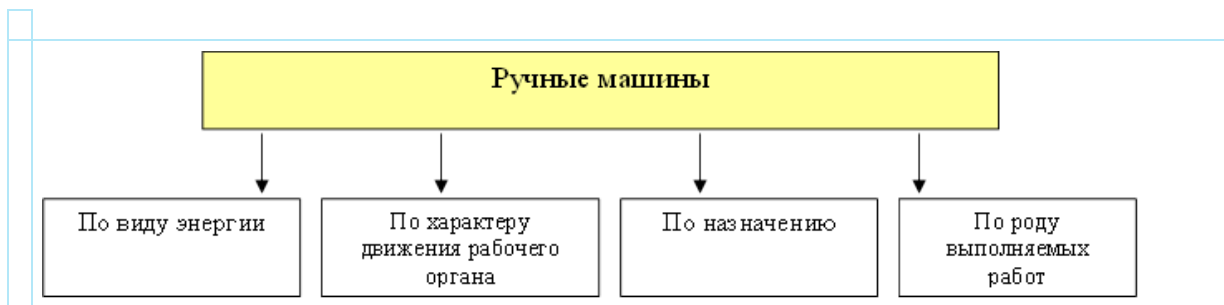 Ручные машины
По виду энергии
По характеру
движения рабочего
органа
По назначению
По роду
выполняемых
работ